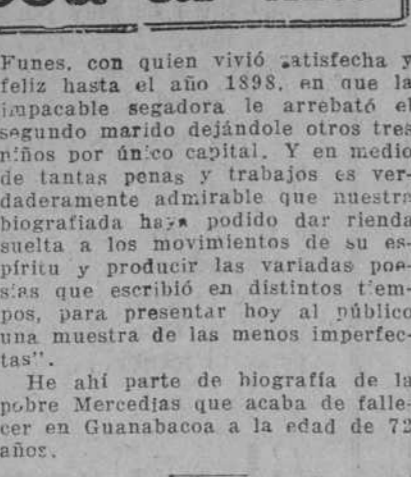 Funes, con quien vivió satisfecha y
feliz hasta el año 1898, en que la
impacable segadora le arrebató el
segundo marido dejándole otros tres
niños por único capital. Y en medio
de tantas penas y trabajos es ver-
daderamente admirable que nuestra
biografiada haya podido dar rienda
suelta a los movimientos de su es-
píritu y producir las variadas poe-
sías que escribió en distintos tiem-
pos, para presentar hoy al público
una muestra de las menos imperfec-
tas".
He ahí parte de biografía de la
pobre Mercedias que acaba de falle-
cer en Guanabacoa a la edad de 72
años.